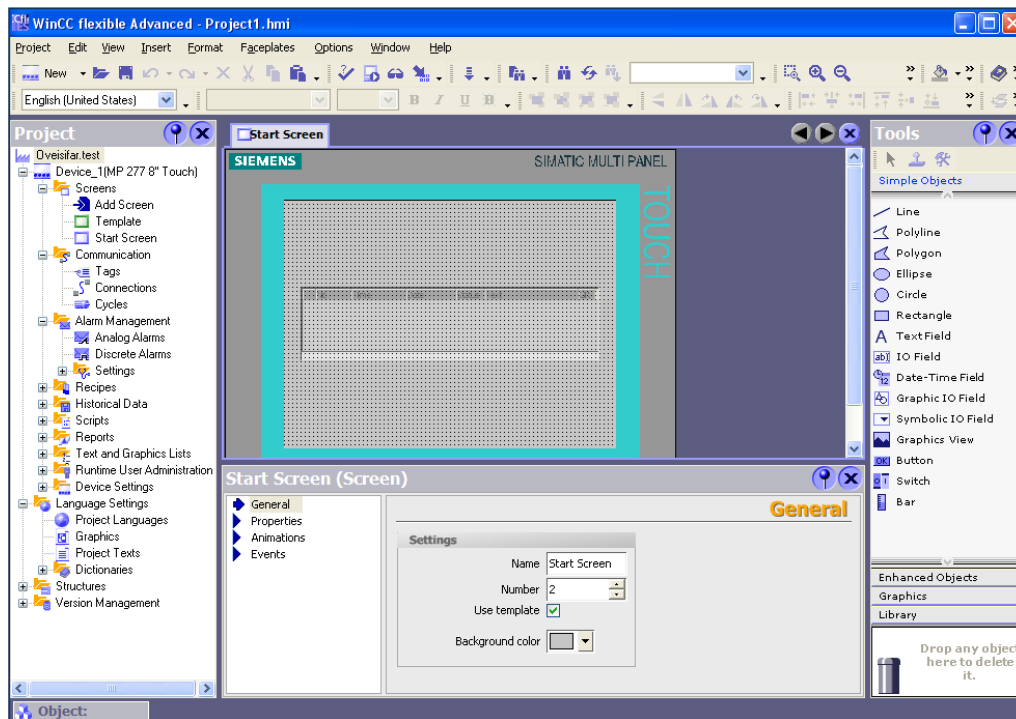 WinCC flexible Advanced - Project1.hmi
Project Edit View Insert Format Faceplates Options Window Help
New
English (United States)
B I U B
Project
Oveisifar.test
Device_1(MP 277 8" Touch)
Screens
Add Screen
Template
Start Screen
Communication
Tags
Connections
Cycles
Alarm Management
Analog Alarms
Discrete Alarms
Settings
Recipes
Historical Data
Scripts
Reports
Text and Graphics Lists
Runtime User Administration
Device Settings
Language Settings
Project Languages
Graphics
Project Texts
Dictionaries
Structures
Version Management
Start Screen
SIEMENS
SIMATIC MULTI PANEL
TOUCH
Start Screen (Screen)
General
Properties
Animations
Events
General
Settings
Name Start Screen
Number 2
Use template
Background color
Tools
Simple Objects
Line
Polyline
Polygon
Ellipse
Circle
Rectangle
A TextField
IO Field
Date-Time Field
Graphic IO Field
Symbolic IO Field
Graphics View
OK Button
Switch
Bar
Enhanced Objects
Graphics
Library
Drop any object
here to delete
it.
Object: